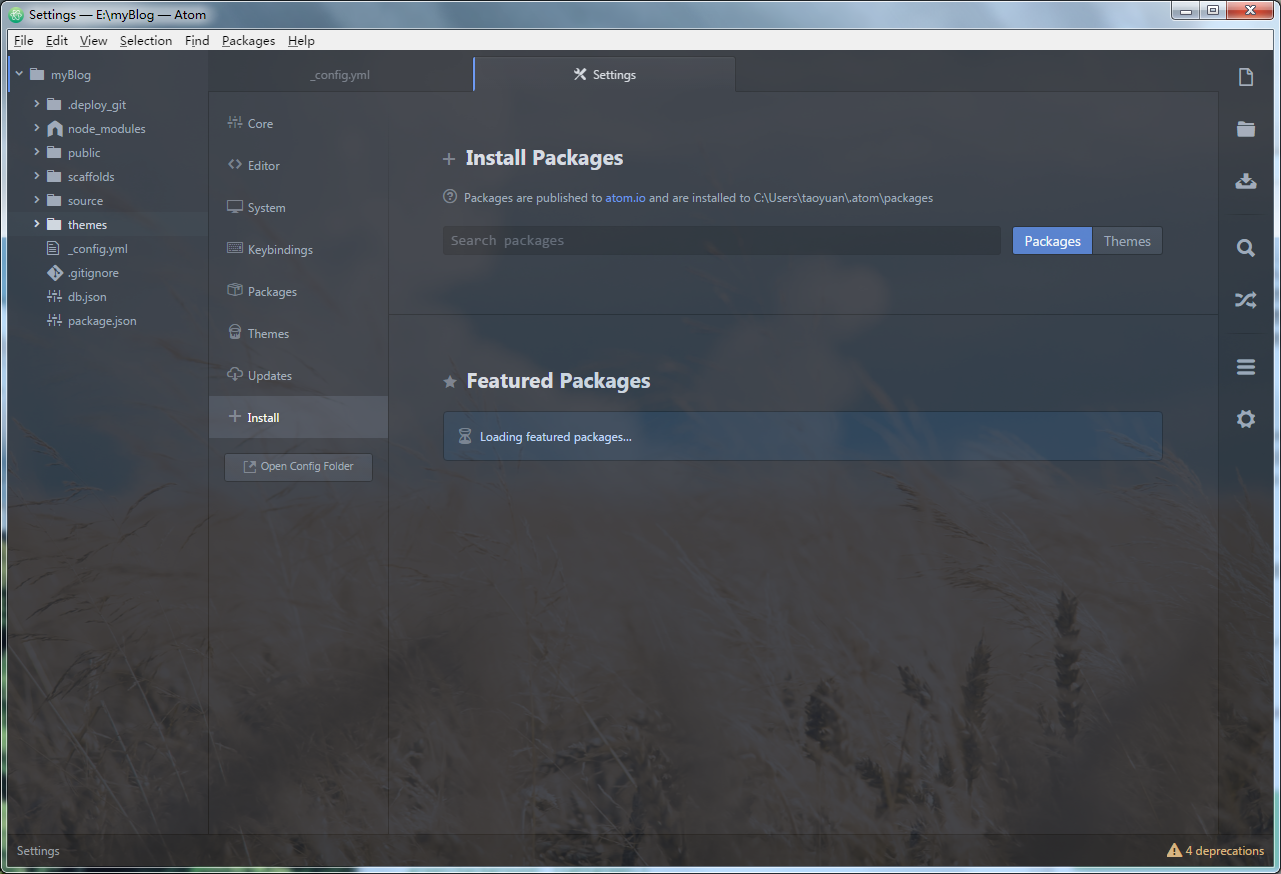 Settings — E:\myBlog — Atom
File Edit View Selection Find Packages Help
myBlog
.deploy_git
node_modules
public
scaffolds
source
themes
_config.yml
.gitignore
db.json
package.json
_config.yml
Settings
Core
Editor
System
Keybindings
Packages
Themes
Updates
Install
Open Config Folder
Install Packages
Packages are published to atom.io and are installed to C:\Users\taoyuan\.atom\packages
Search packages
Packages Themes
Featured Packages
Loading featured packages...
Settings
4 deprecations